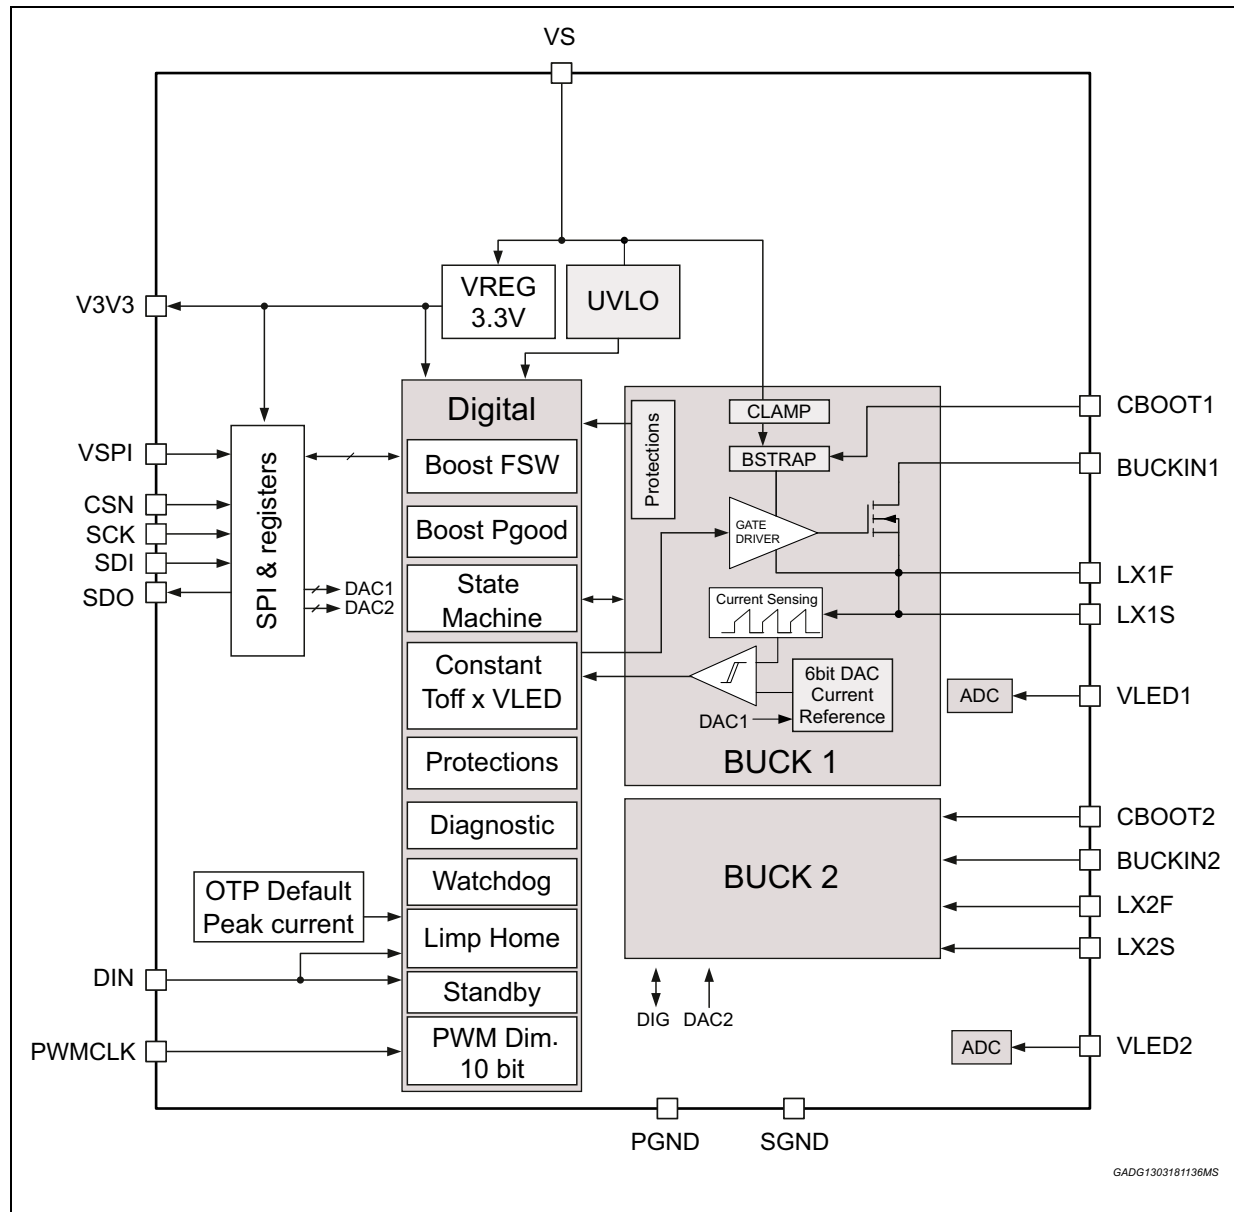 VS
VREG
3.3V
UVLO
V3V3
Digital
Boost FSW
Boost Pgood
State
Machine
Constant
Toff x VLED
Protections
Diagnostic
Watchdog
Limp Home
Standby
PWM Dim.
10 bit
VSPI
CSN
SCK
SDI
SDO
SPI & registers
DAC1
DAC2
OTP Default
Peak current
DIN
PWMCLK
Protections
CLAMP
BSTRAP
GATE
DRIVER
Current Sensing
6bit DAC
Current
Reference
DAC1
BUCK 1
BUCK 2
DIG
DAC2
ADC
ADC
CBOOT1
BUCKIN1
LX1F
LX1S
VLED1
CBOOT2
BUCKIN2
LX2F
LX2S
VLED2
PGND
SGND
GADG1303181136MS